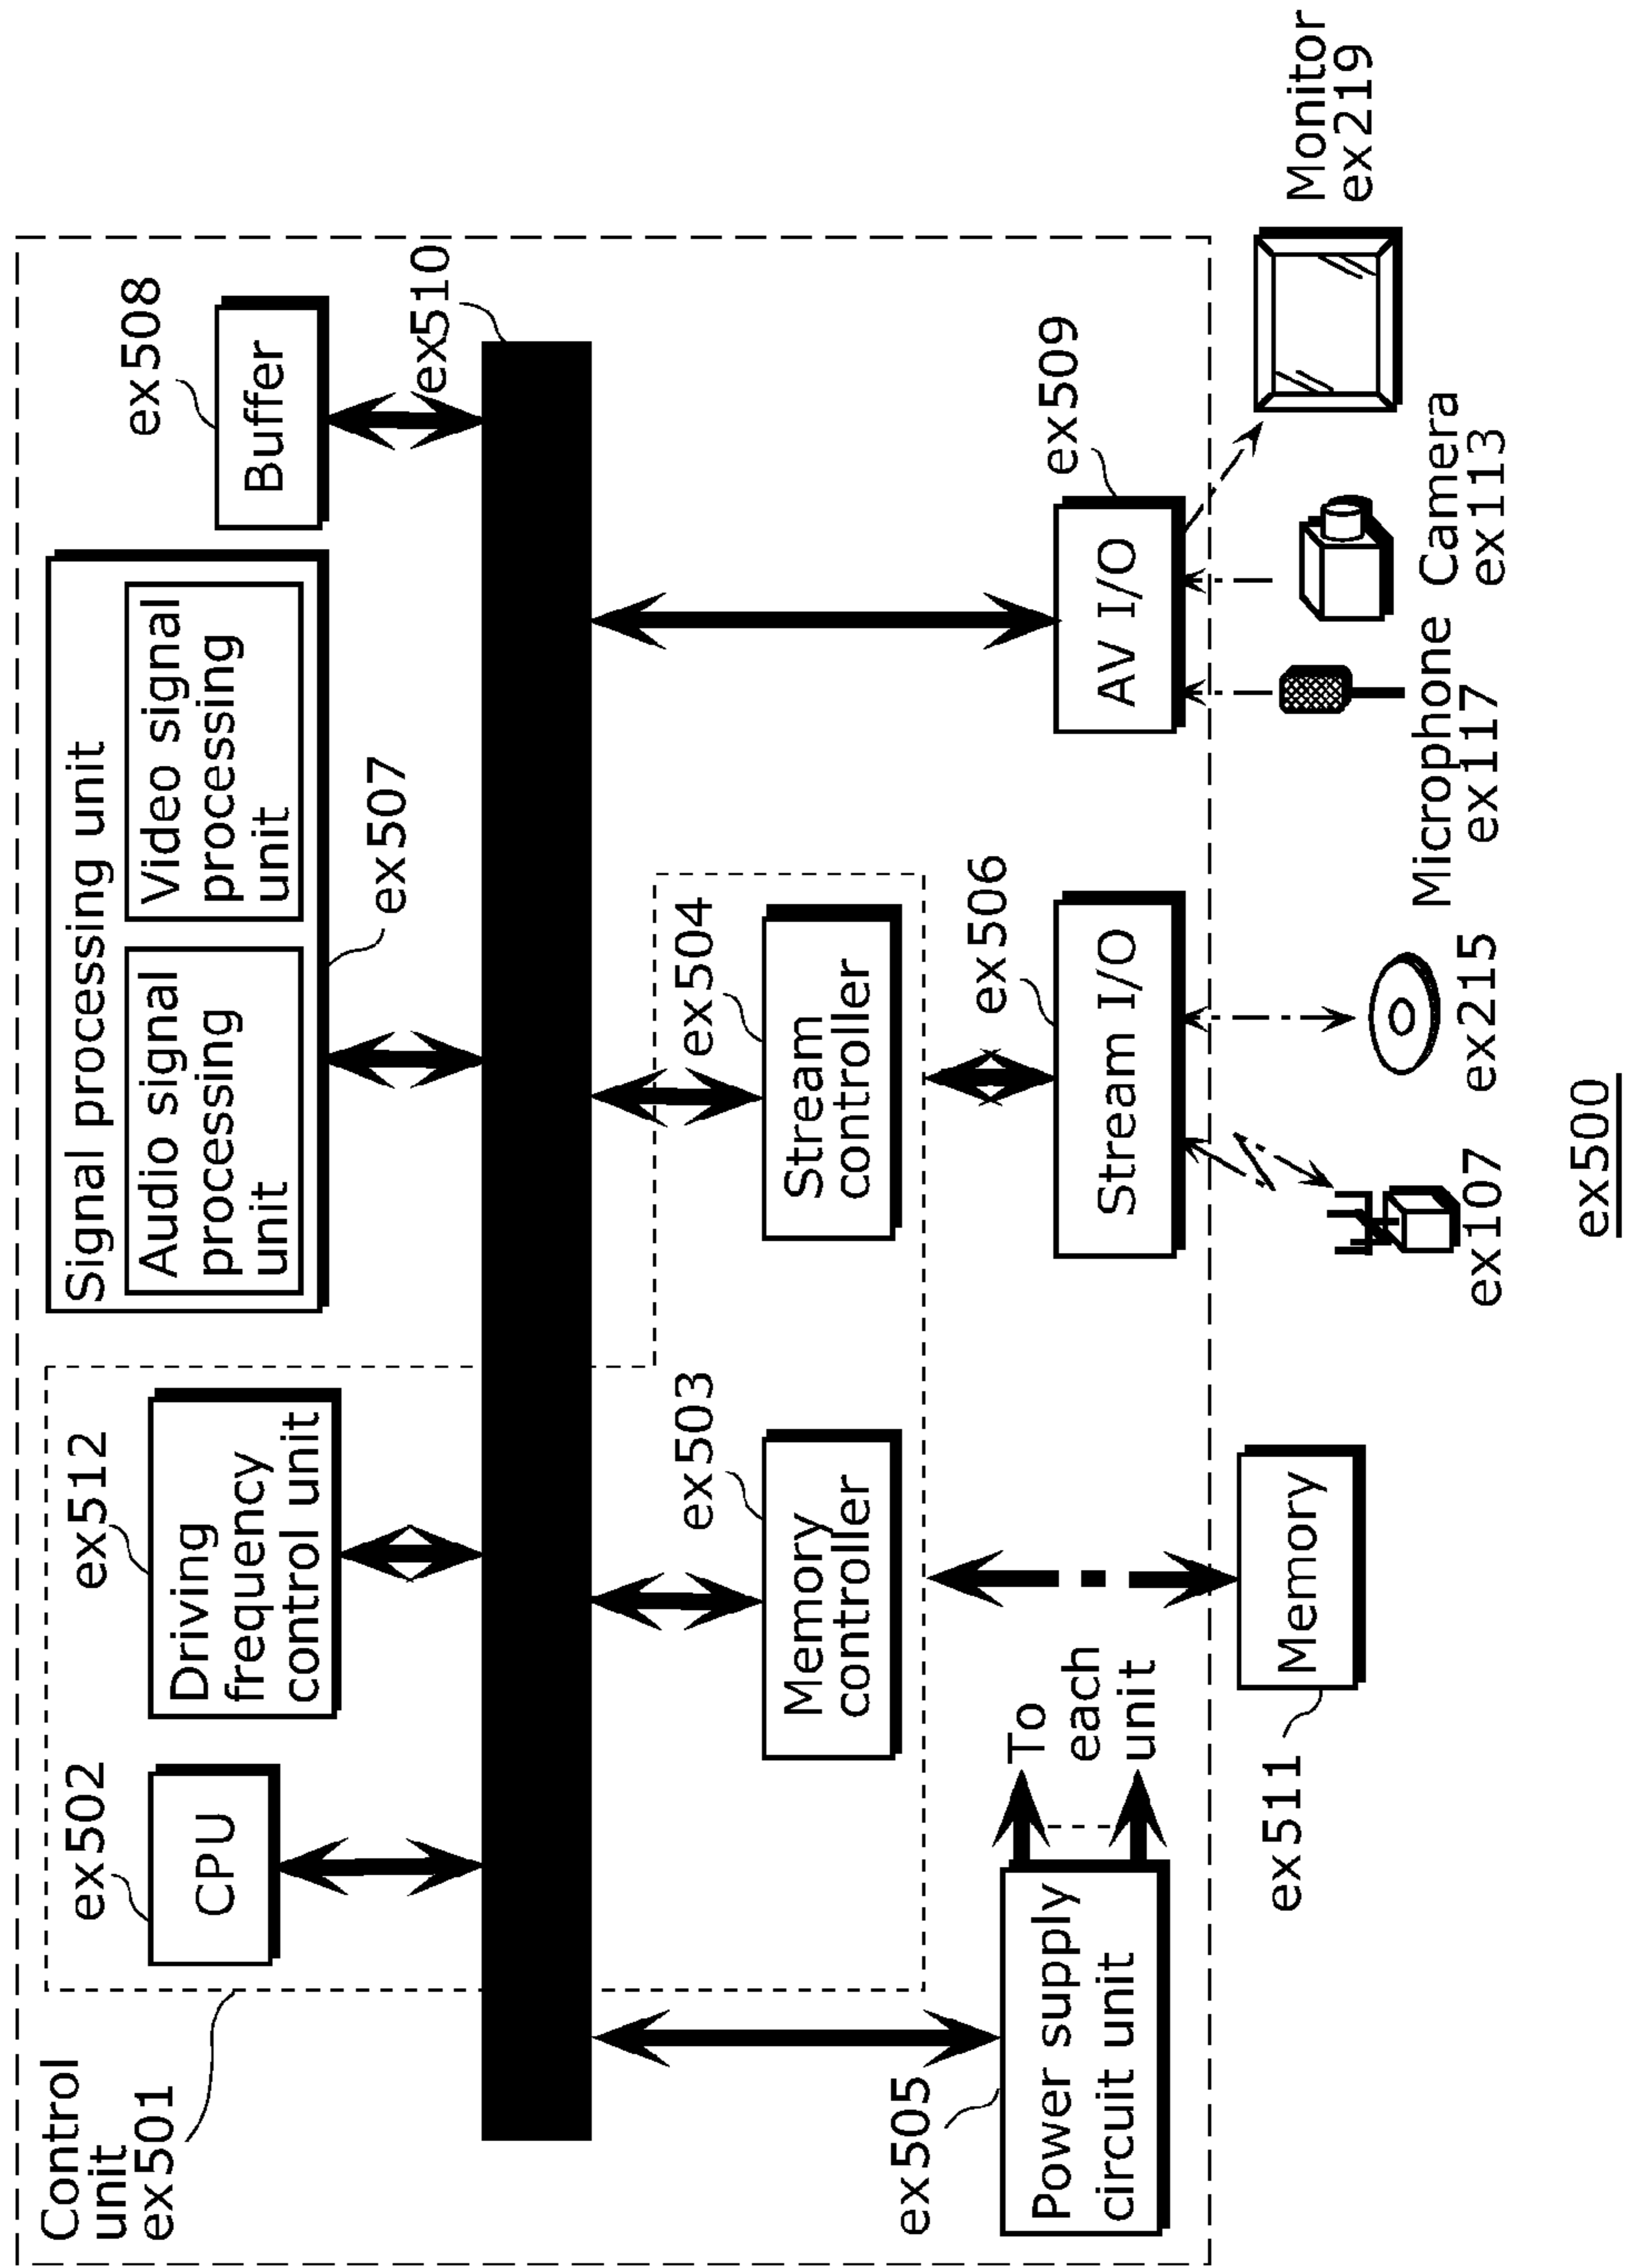 Control
unit
ex501
ex502
CPU
ex512
Driving
frequency
control unit
Signal processing unit
Audio signal
processing
unit
Video signal
processing
unit
ex507
ex508
Buffer
ex510
ex503
Memory
controller
ex504
Stream
controller
ex505
Power supply
circuit unit
To
each
unit
ex506
Stream I/O
ex509
AV I/O
ex511
Memory
ex107
ex215
Microphone
ex117
Camera
ex113
Monitor
ex219
ex500